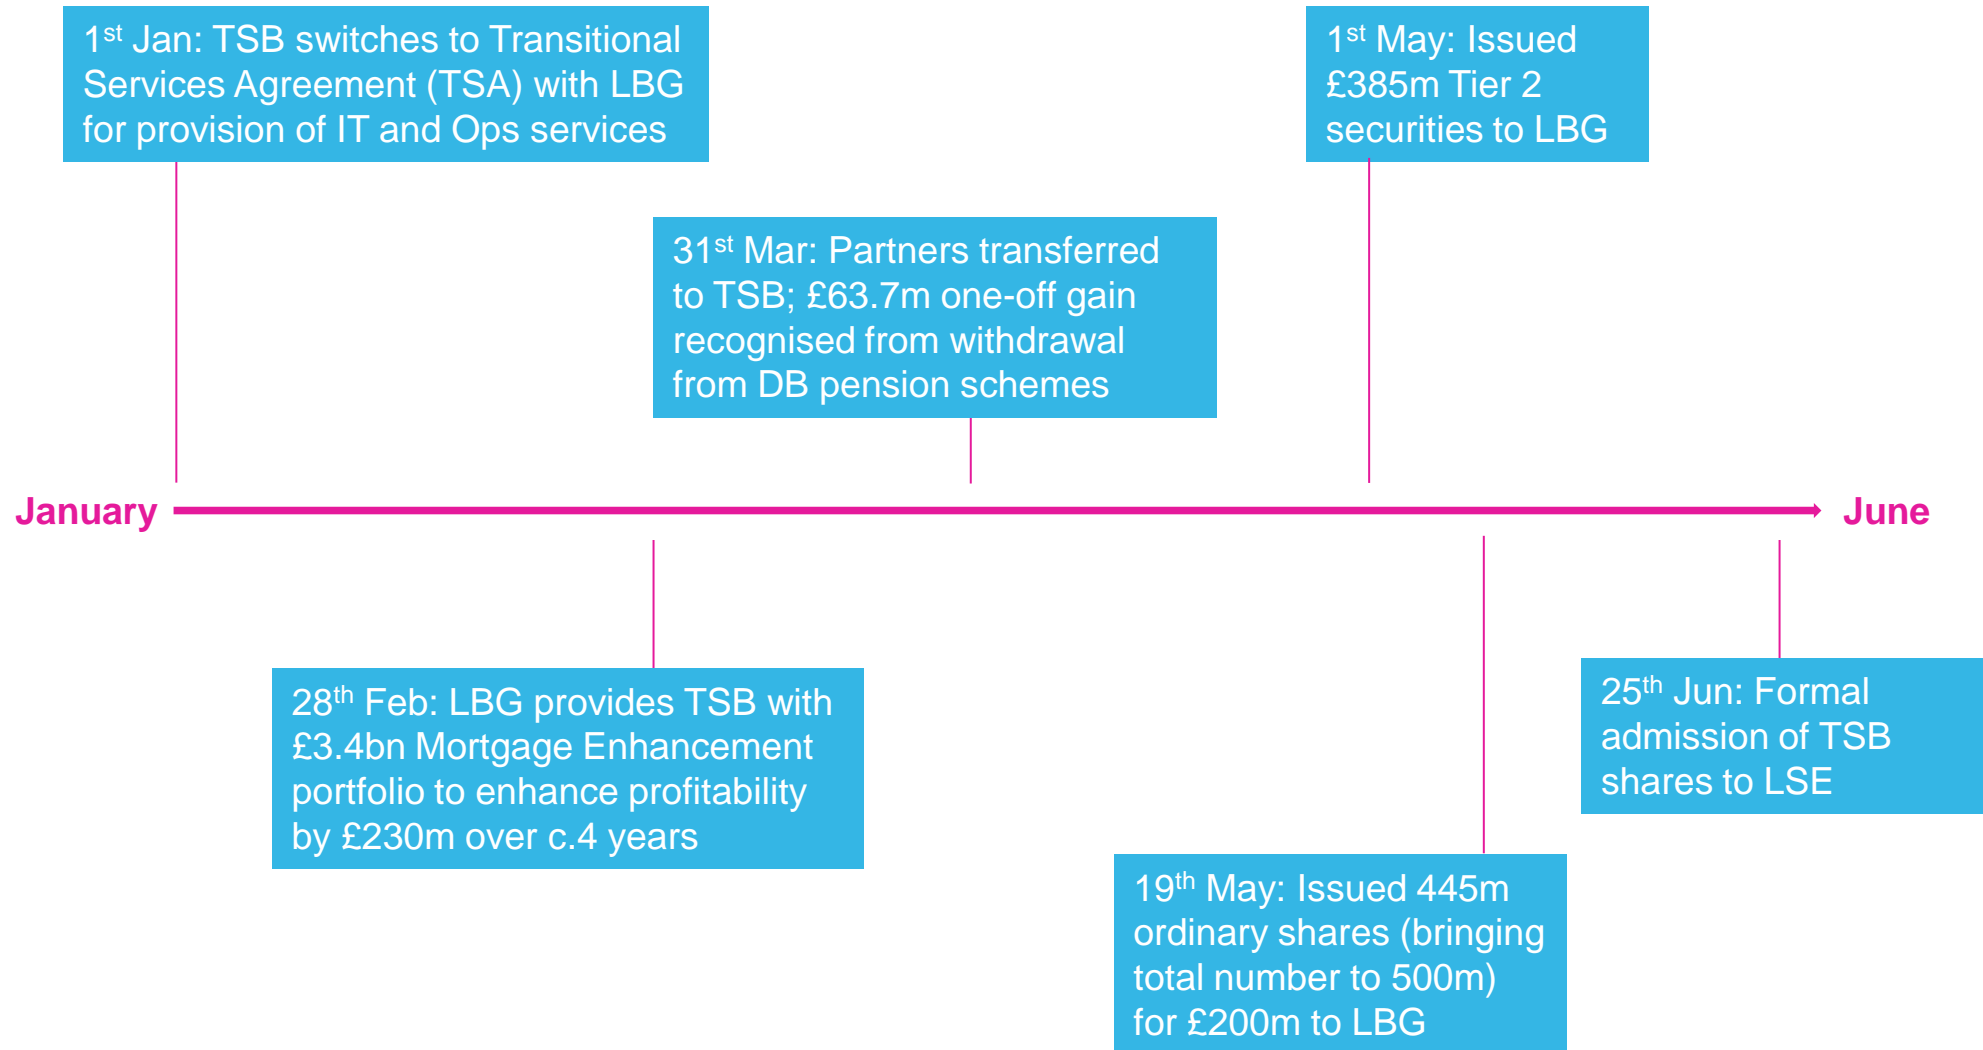 1st Jan: TSB switches to Transitional
Services Agreement (TSA) with LBG
for provision of IT and Ops services
1st May: Issued
£385m Tier 2
securities to LBG
31st Mar: Partners transferred
to TSB; £63.7m one-off gain
recognised from withdrawal
from DB pension schemes
January
June
28th Feb: LBG provides TSB with
£3.4bn Mortgage Enhancement
portfolio to enhance profitability
by £230m over c.4 years
25th Jun: Formal
admission of TSB
shares to LSE
19th May: Issued 445m
ordinary shares (bringing
total number to 500m)
for £200m to LBG